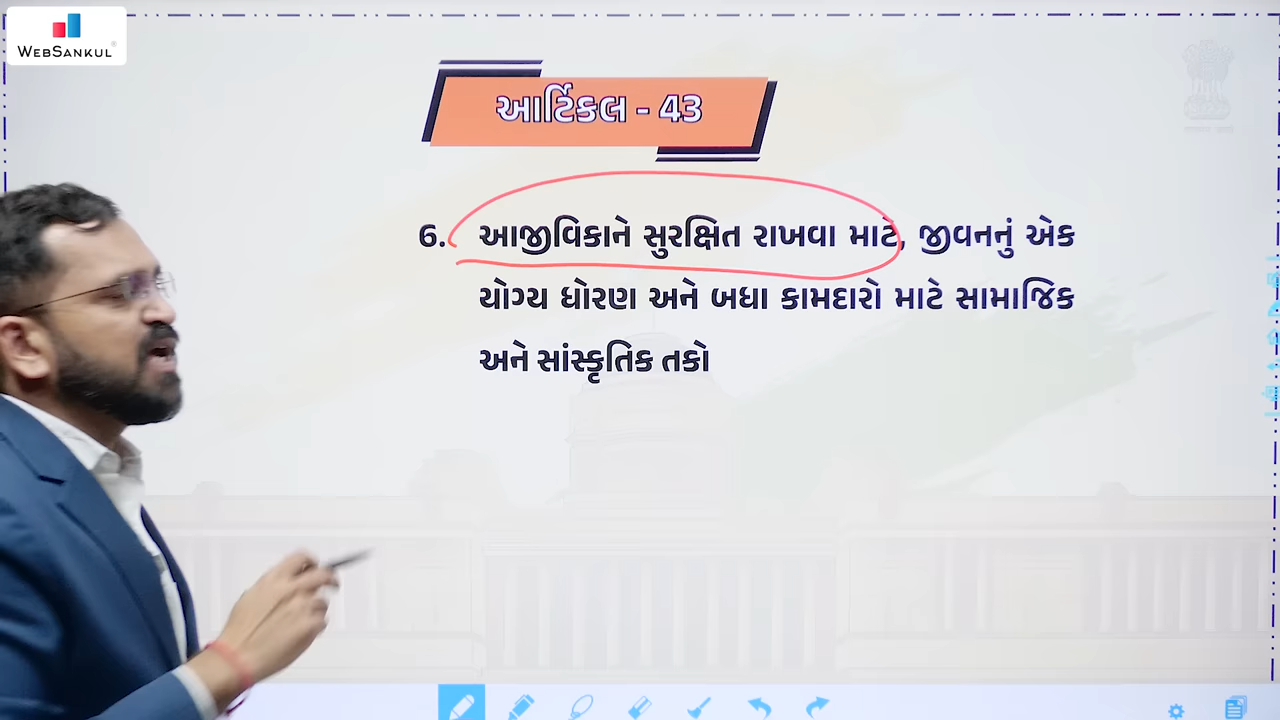 WEBSANKUL
આર્ટિકલ - 43
6. આજીવિકાને સુરક્ષિત રાખવા માટે, જીવનનું એક
યોગ્ય ધોરણ અને બધા કામદારો માટે સામાજિક
અને સાંસ્કૃતિક તકો